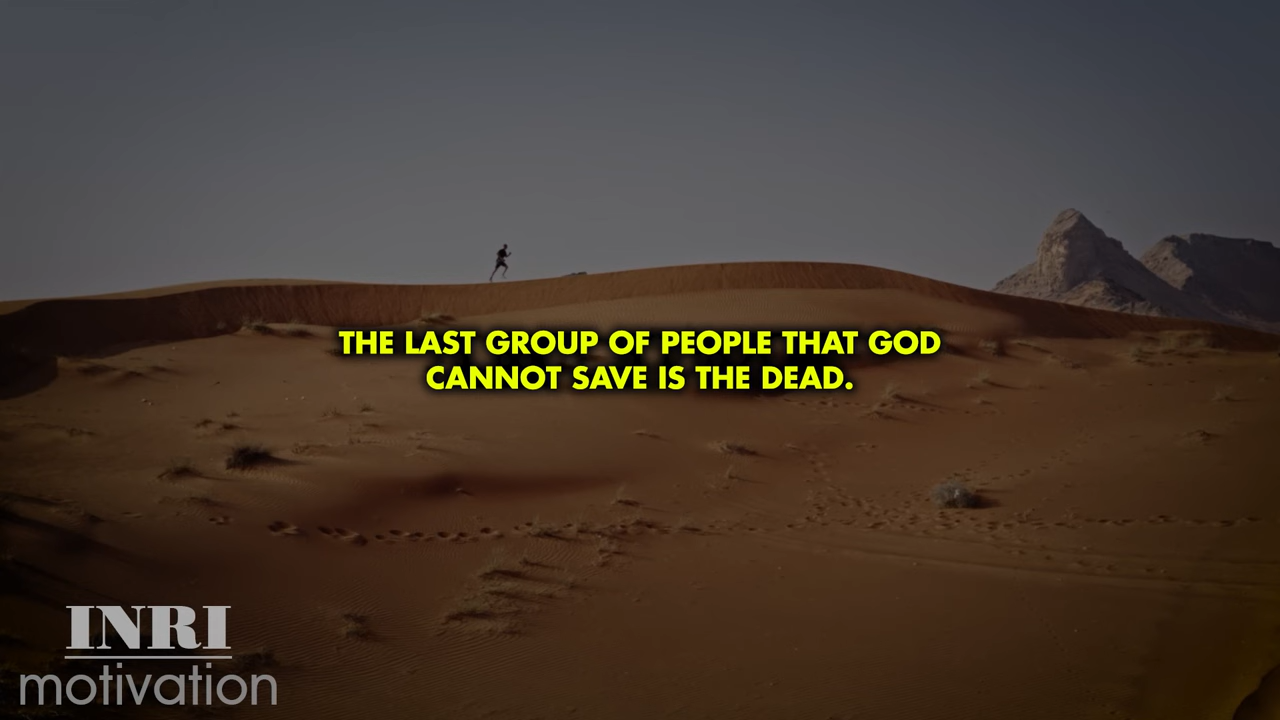 THE LAST GROUP OF PEOPLE THAT GOD
CANNOT SAVE IS THE DEAD.
INRI
motivation